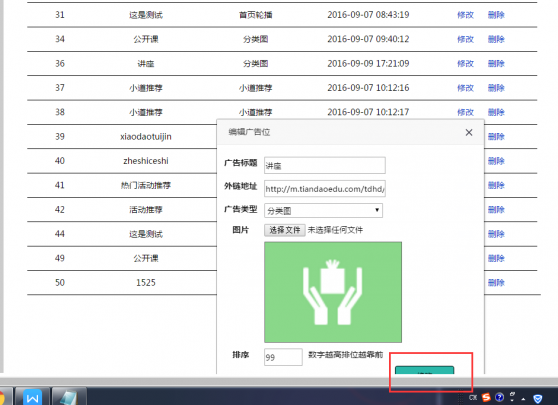 31 这是测试 首页轮播 2016-09-07 08:43:19 修改 删除
34 公开课 分类图 2016-09-07 09:40:12 修改 删除
36 讲座 分类图 2016-09-09 17:21:09 修改 删除
37 小道推荐 小道推荐 2016-09-07 10:12:16 修改 删除
38 小道推荐 小道推荐 2016-09-07 10:12:17 修改 删除
39 xiaodaotuijin 删除
40 zheshiceshi 删除
41 热门活动推荐 删除
42 活动推荐 删除
44 这是测试 删除
49 公开课 删除
50 1525 删除
编辑广告位
广告标题 讲座
外链地址 http://m.tiandaoedu.com/tdhd/
广告类型 分类图
图片 选择文件 未选择任何文件
排序 99 数字越高排位越靠前